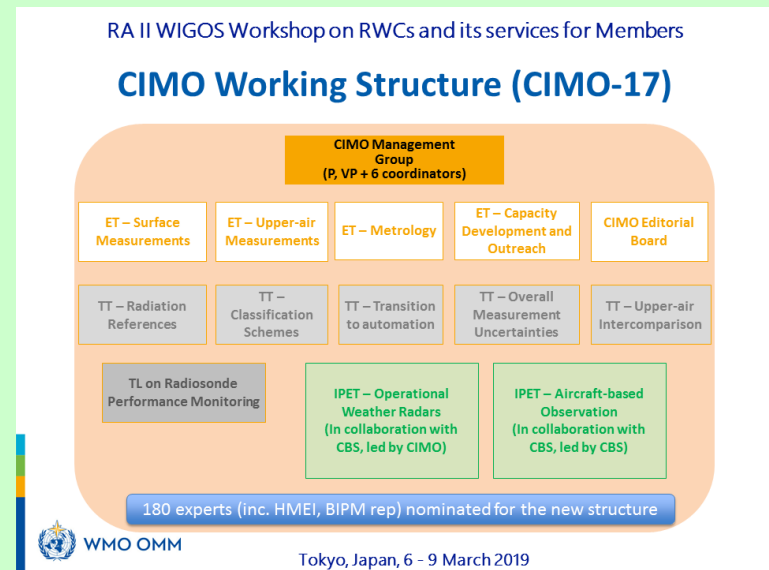 RA II WIGOS Workshop on RWCs and its services for Members
CIMO Working Structure (CIMO-17)
CIMO Management
Group
(P, VP + 6 coordinators)
ET – Surface
Measurements
ET – Upper-air
Measurements
ET – Metrology
ET – Capacity
Development and
Outreach
CIMO Editorial
Board
TT – Radiation
References
TT –
Classification
Schemes
TT – Transition
to automation
TT – Overall
Measurement
Uncertainties
TT – Upper-air
Intercomparison
TL on Radiosonde
Performance Monitoring
IPET – Operational
Weather Radars
(In collaboration with
CBS, led by CIMO)
IPET – Aircraft-based
Observation
(In collaboration with
CBS, led by CBS)
180 experts (inc. HMEI, BIPM rep) nominated for the new structure
WMO OMM
Tokyo, Japan, 6 - 9 March 2019